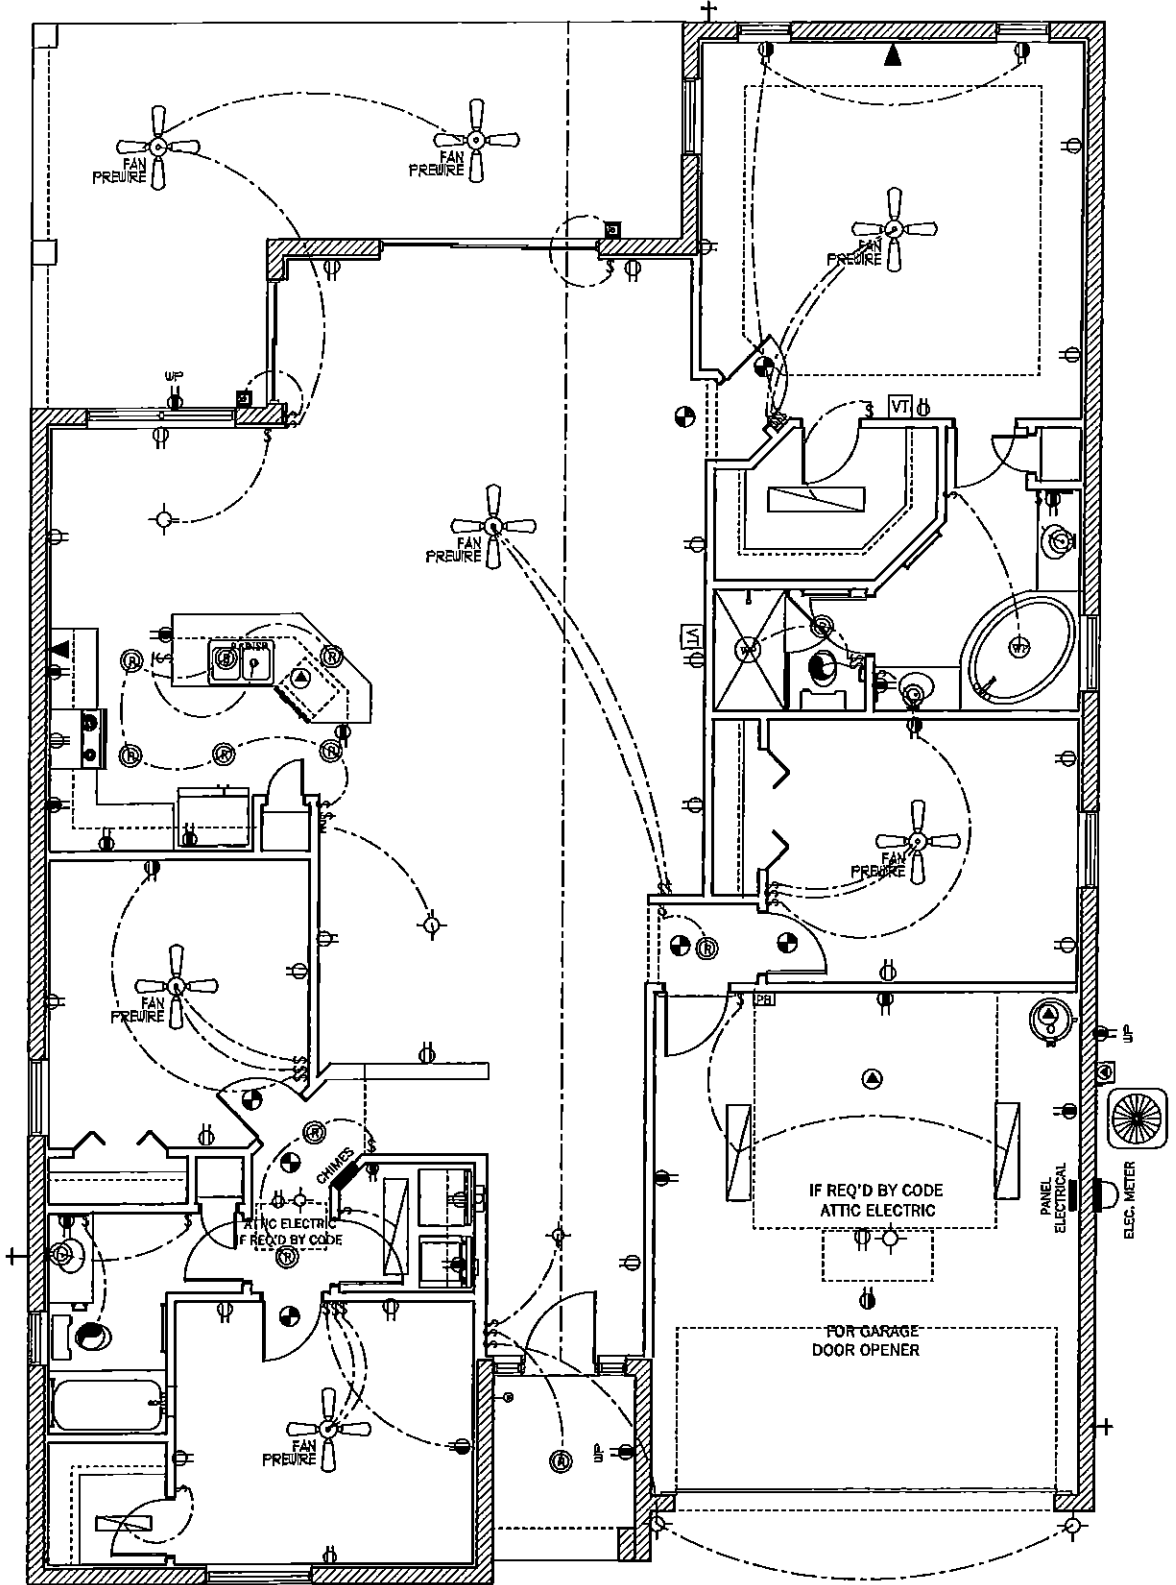 FAN
PREWIRE
FAN
PREWIRE
FAN
PREWIRE
WP
VT
FAN
PREWIRE
VT
R
R
R
R
R
R
FAN
PREWIRE
R
FAN
PREWIRE
PB
WP
R
CHIMES
IF REQ'D BY CODE
ATTIC ELECTRIC
PANEL
ELECTRICAL
ELEC. METER
ATTIC ELECTRIC
IF REQ'D BY CODE
R
FOR GARAGE
DOOR OPENER
FAN
PREWIRE
WP
R